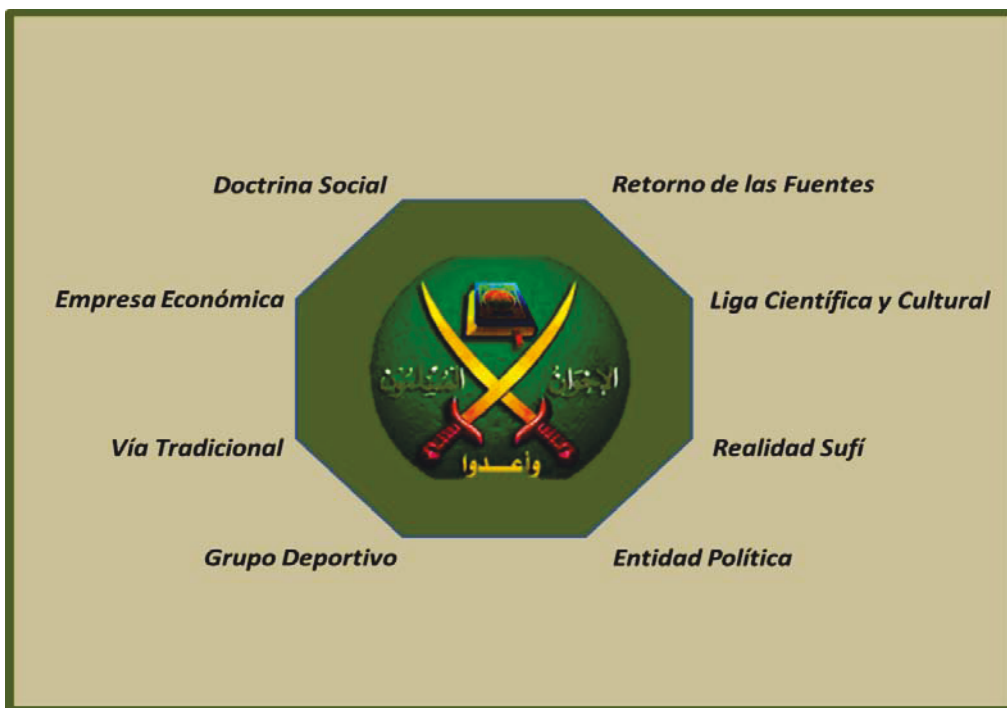 Doctrina Social
Retorno de las Fuentes
Empresa Económica
Liga Científica y Cultural
الإخوان المسلمون
Vía Tradicional
Realidad Sufí
وأعدوا
Grupo Deportivo
Entidad Política